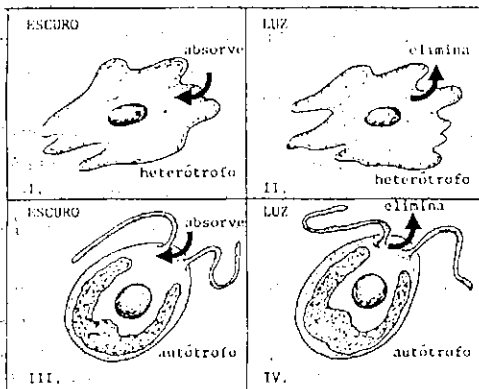 ESCURO
absorve
heterótrofo
I.
LUZ
elimina
heterótrofo
II.
ESCURO
absorve
autótrofo
III.
LUZ
elimina
autótrofo
IV.